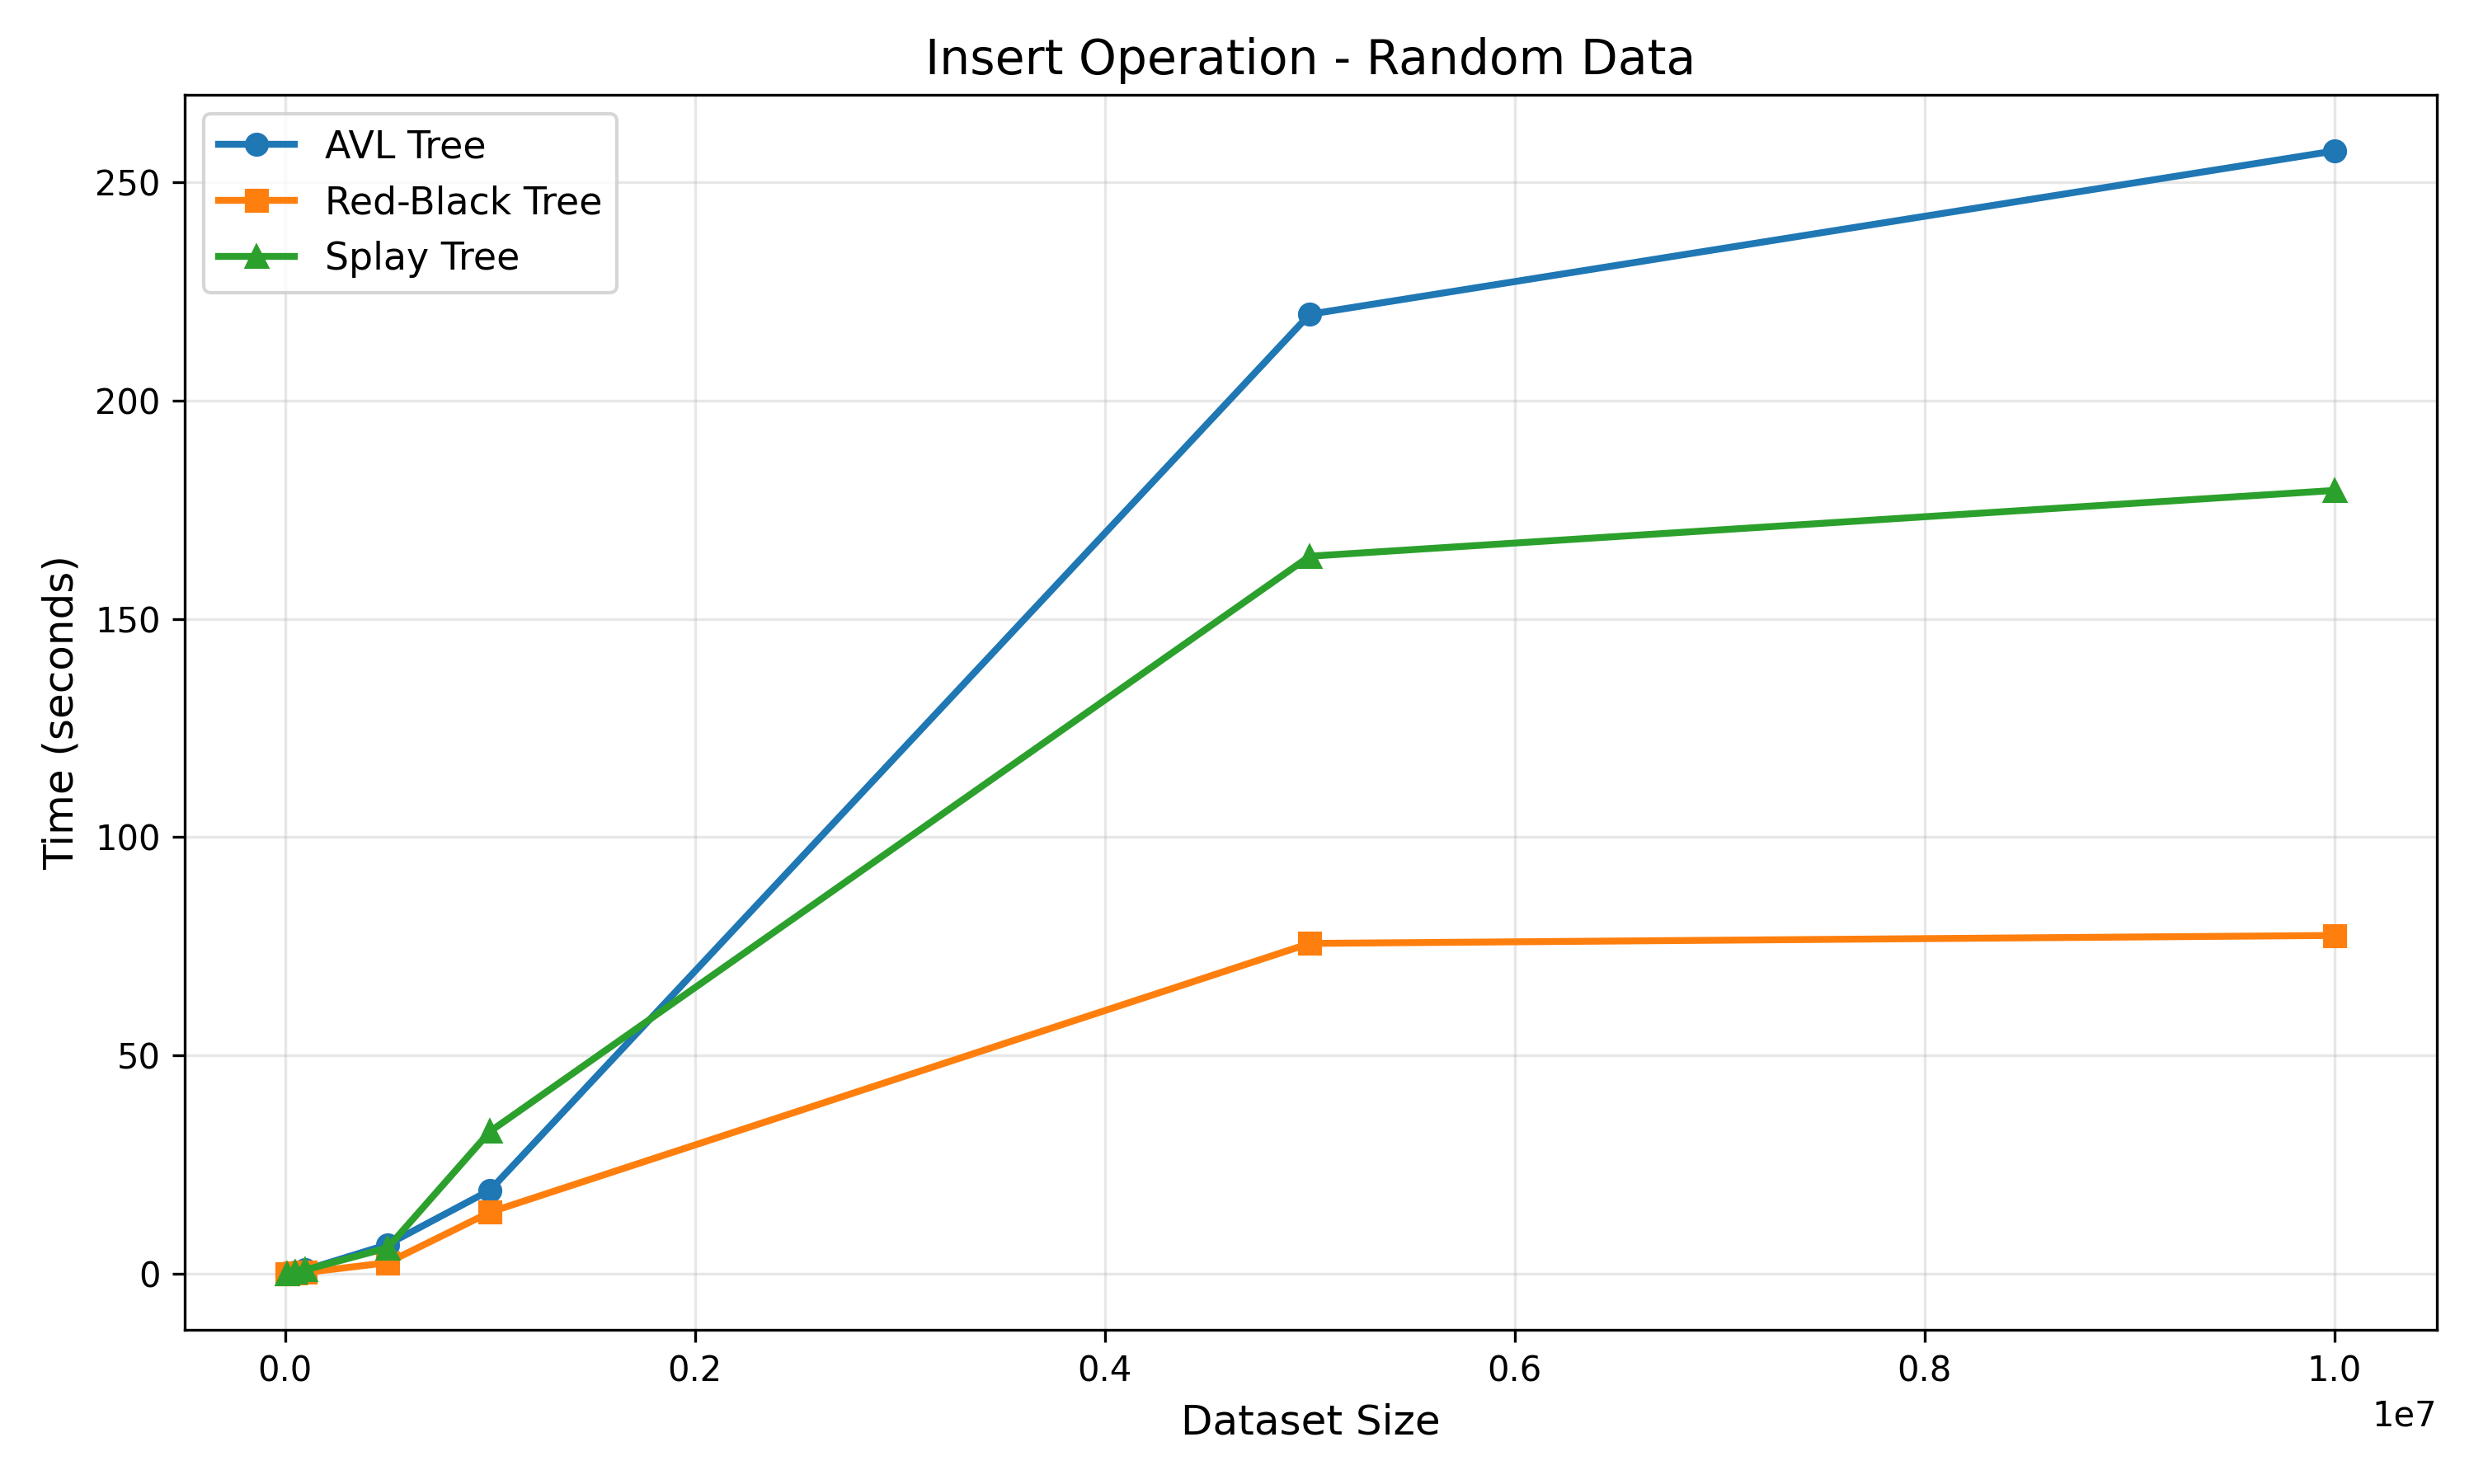 Insert Operation - Random Data
AVL Tree
Red-Black Tree
Splay Tree
Time (seconds)
250
200
150
100
50
0
0.0
0.2
0.4
0.6
0.8
1.0
1e7
Dataset Size